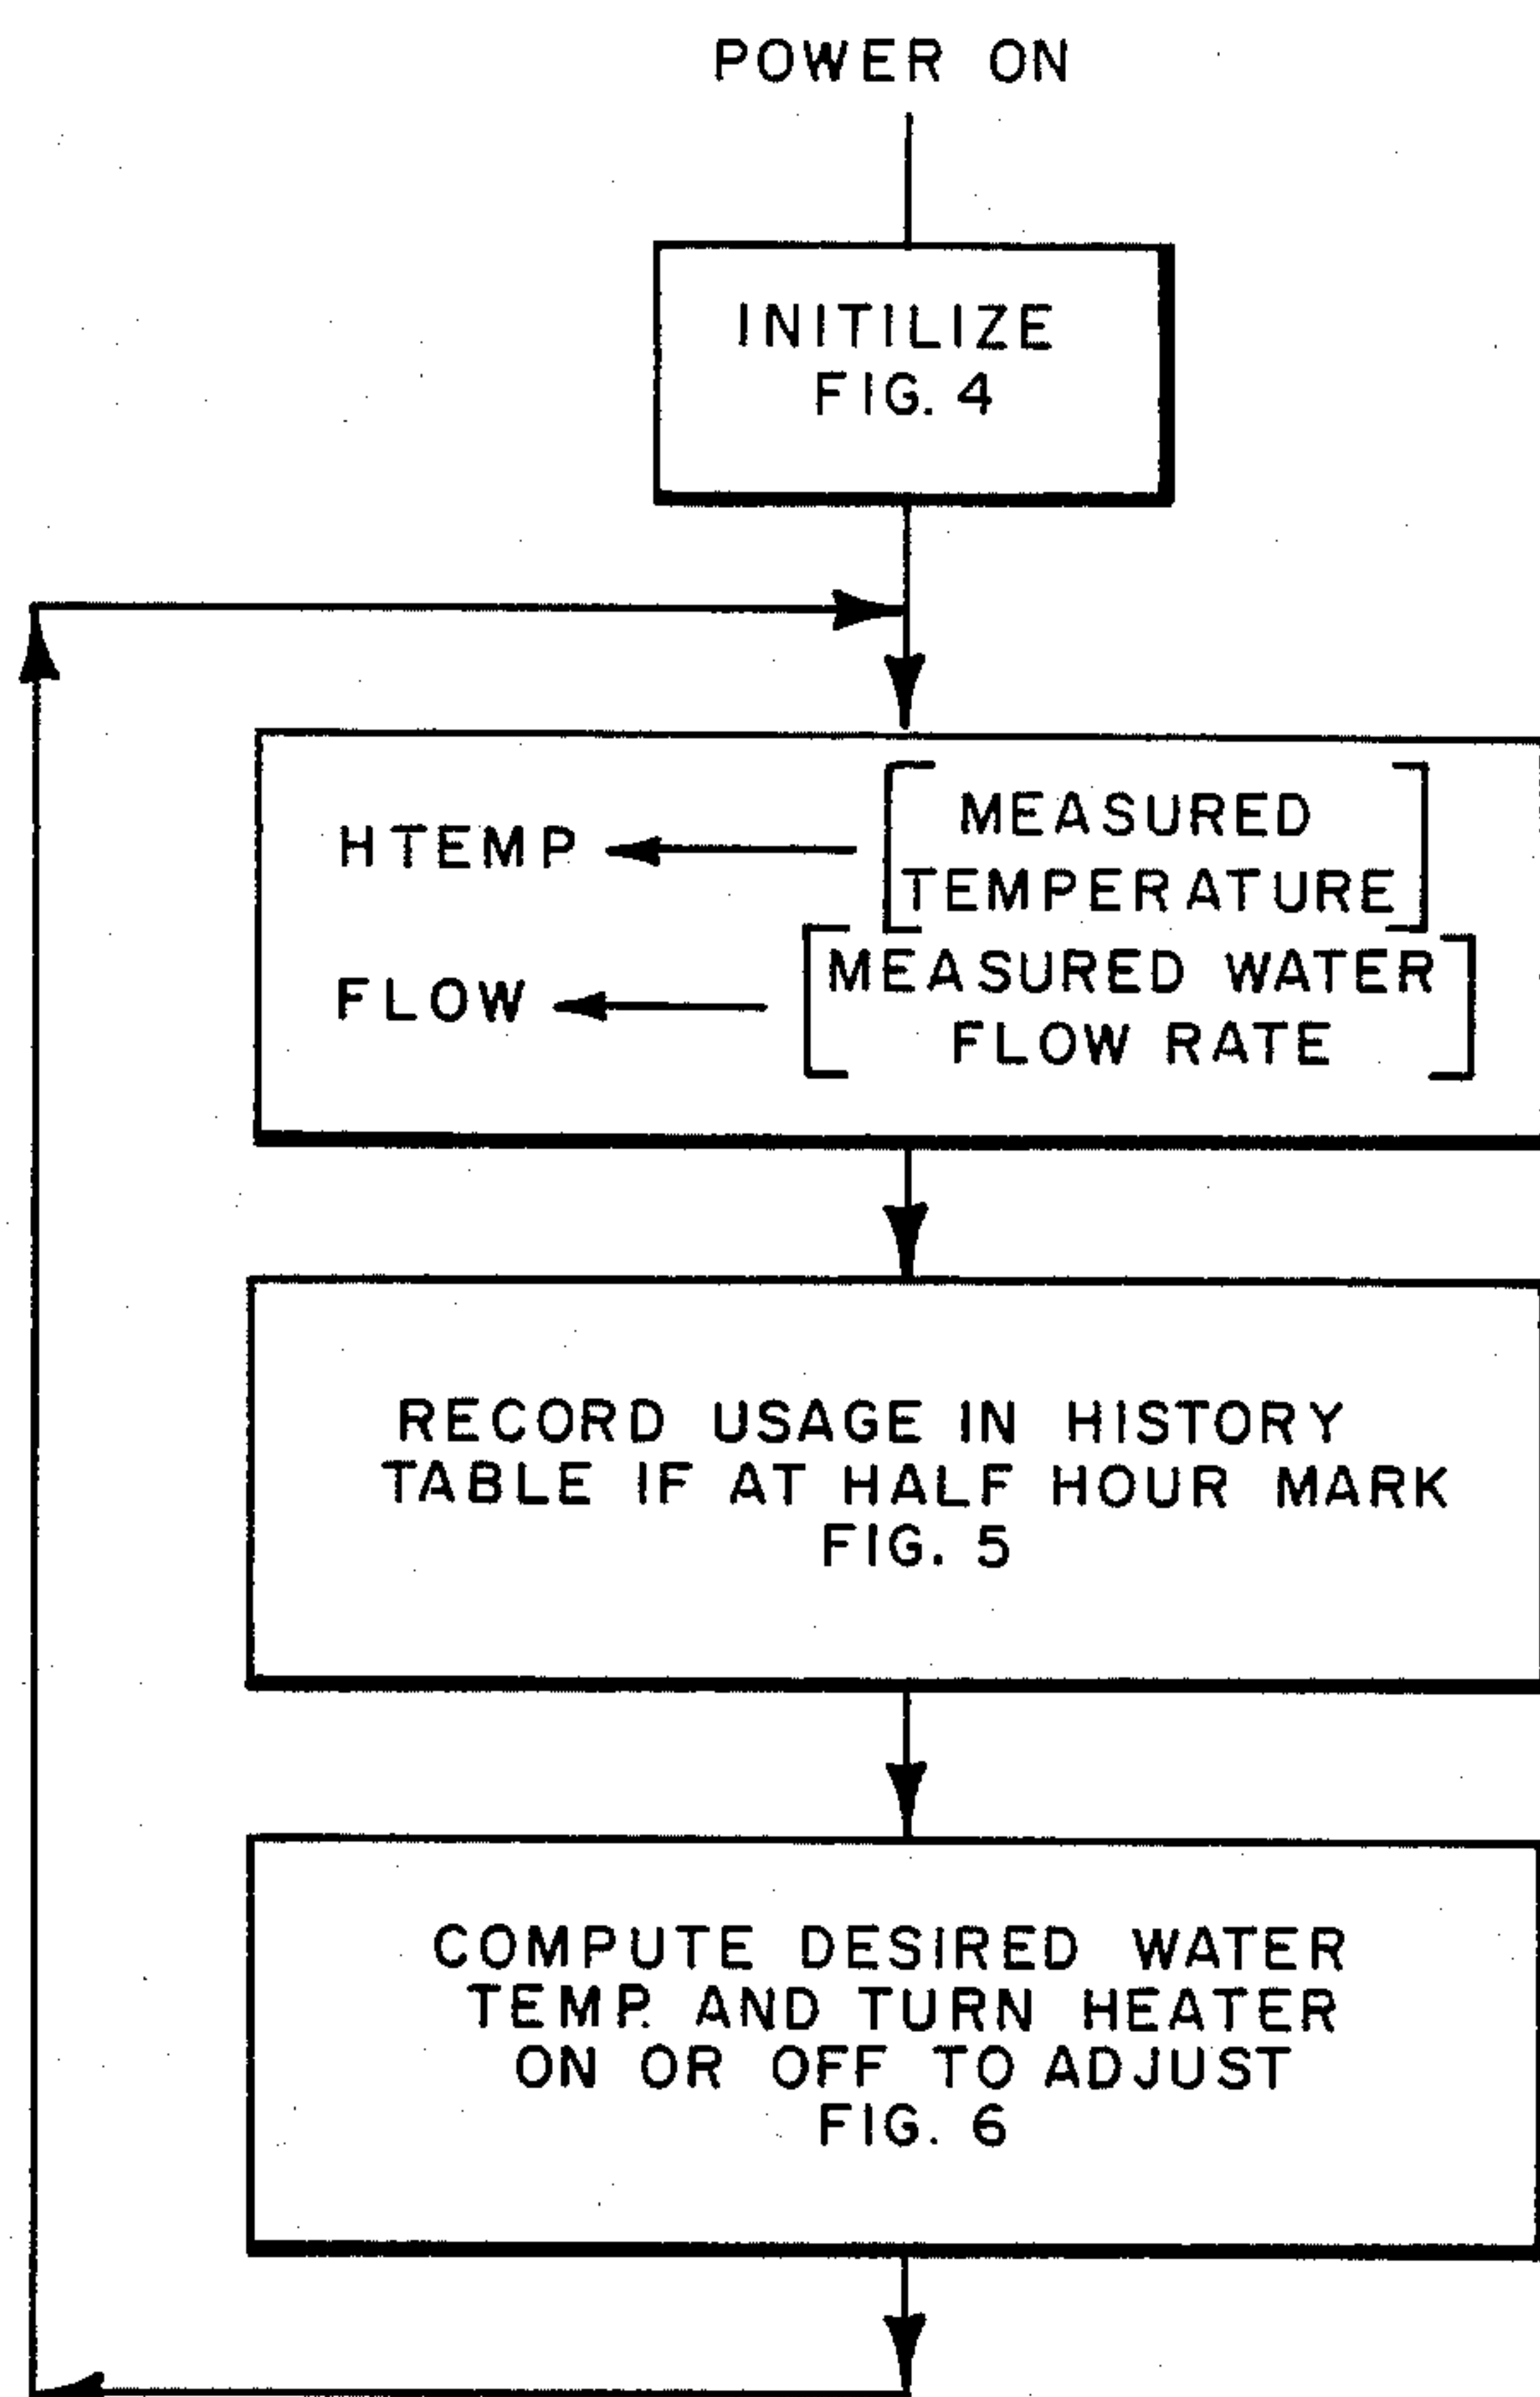 POWER ON
INITILIZE
FIG. 4
HTEMP
MEASURED
TEMPERATURE
FLOW
MEASURED WATER
FLOW RATE
RECORD USAGE IN HISTORY
TABLE IF AT HALF HOUR MARK
FIG. 5
COMPUTE DESIRED WATER
TEMP. AND TURN HEATER
ON OR OFF TO ADJUST
FIG. 6